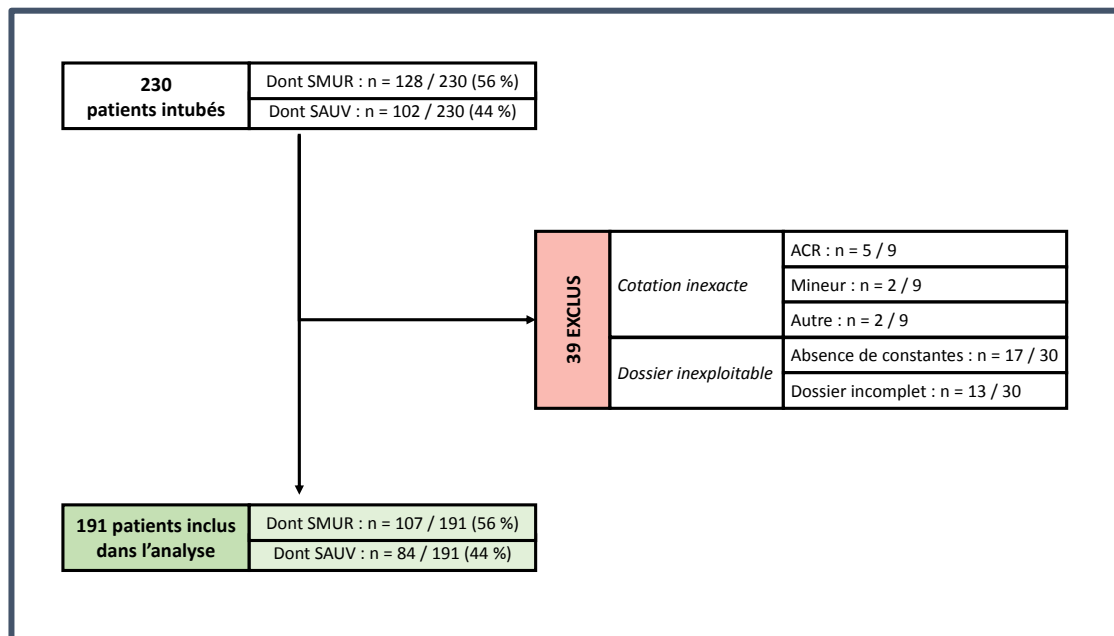 230
patients intubés
Dont SMUR : n = 128 / 230 (56 %)
Dont SAUV : n = 102 / 230 (44 %)
39 EXCLUS
Cotation inexacte
ACR : n = 5 / 9
Mineur : n = 2 / 9
Autre : n = 2 / 9
Dossier inexploitable
Absence de constantes : n = 17 / 30
Dossier incomplet : n = 13 / 30
191 patients inclus
dans l’analyse
Dont SMUR : n = 107 / 191 (56 %)
Dont SAUV : n = 84 / 191 (44 %)